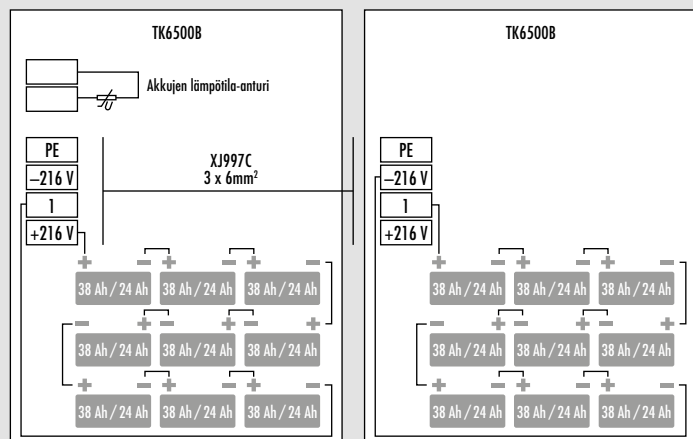 TK6500B
Akkujen lämpötila-anturi
PE
–216 V
1
+216 V
XJ997C
3 x 6mm²
+ – + – + –
38 Ah / 24 Ah 38 Ah / 24 Ah 38 Ah / 24 Ah
– + – + – +
38 Ah / 24 Ah 38 Ah / 24 Ah 38 Ah / 24 Ah
+ – + – + –
38 Ah / 24 Ah 38 Ah / 24 Ah 38 Ah / 24 Ah
TK6500B
PE
–216 V
1
+216 V
+ – + – + –
38 Ah / 24 Ah 38 Ah / 24 Ah 38 Ah / 24 Ah
– + – + – +
38 Ah / 24 Ah 38 Ah / 24 Ah 38 Ah / 24 Ah
+ – + – + –
38 Ah / 24 Ah 38 Ah / 24 Ah 38 Ah / 24 Ah